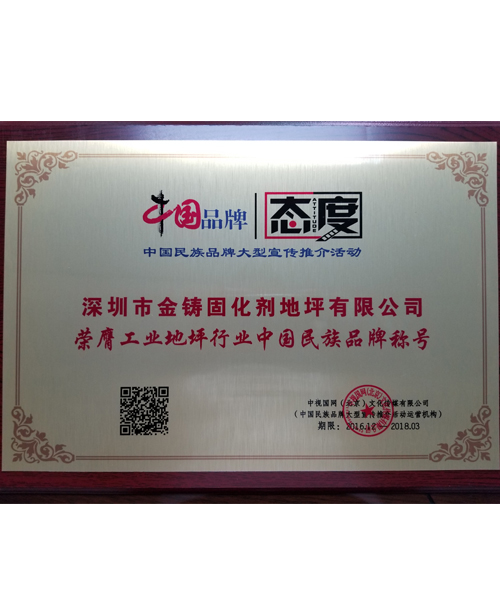 中国品牌 态度
ATTITUDE
中国民族品牌大型宣传推介活动
深圳市金铸固化剂地坪有限公司
荣膺工业地坪行业中国民族品牌称号
中视国网（北京）文化传媒有限公司
（中国民族品牌大型宣传推介活动运营机构）
期限：2016.12—2018.03